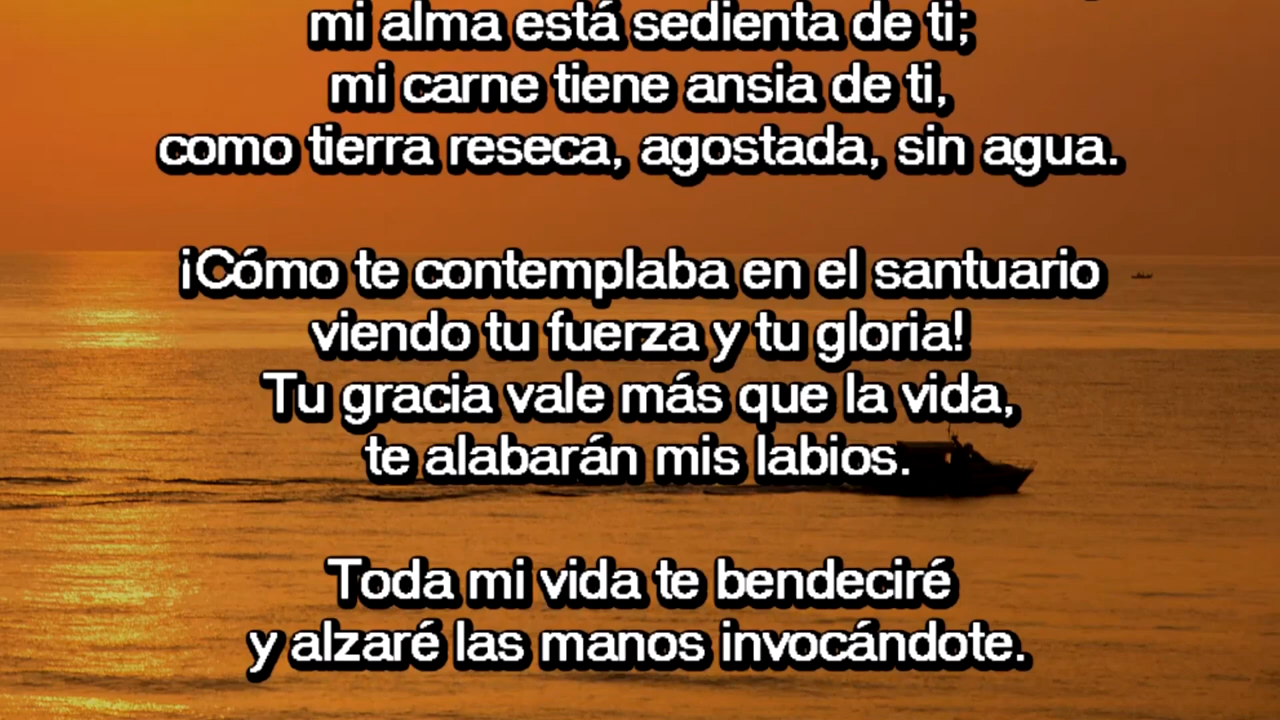 mi alma está sedienta de ti;
mi carne tiene ansia de ti,
como tierra reseca, agostada, sin agua.
¡Cómo te contemplaba en el santuario
viendo tu fuerza y tu gloria!
Tu gracia vale más que la vida,
te alabarán mis labios.
Toda mi vida te bendeciré
y alzaré las manos invocándote.